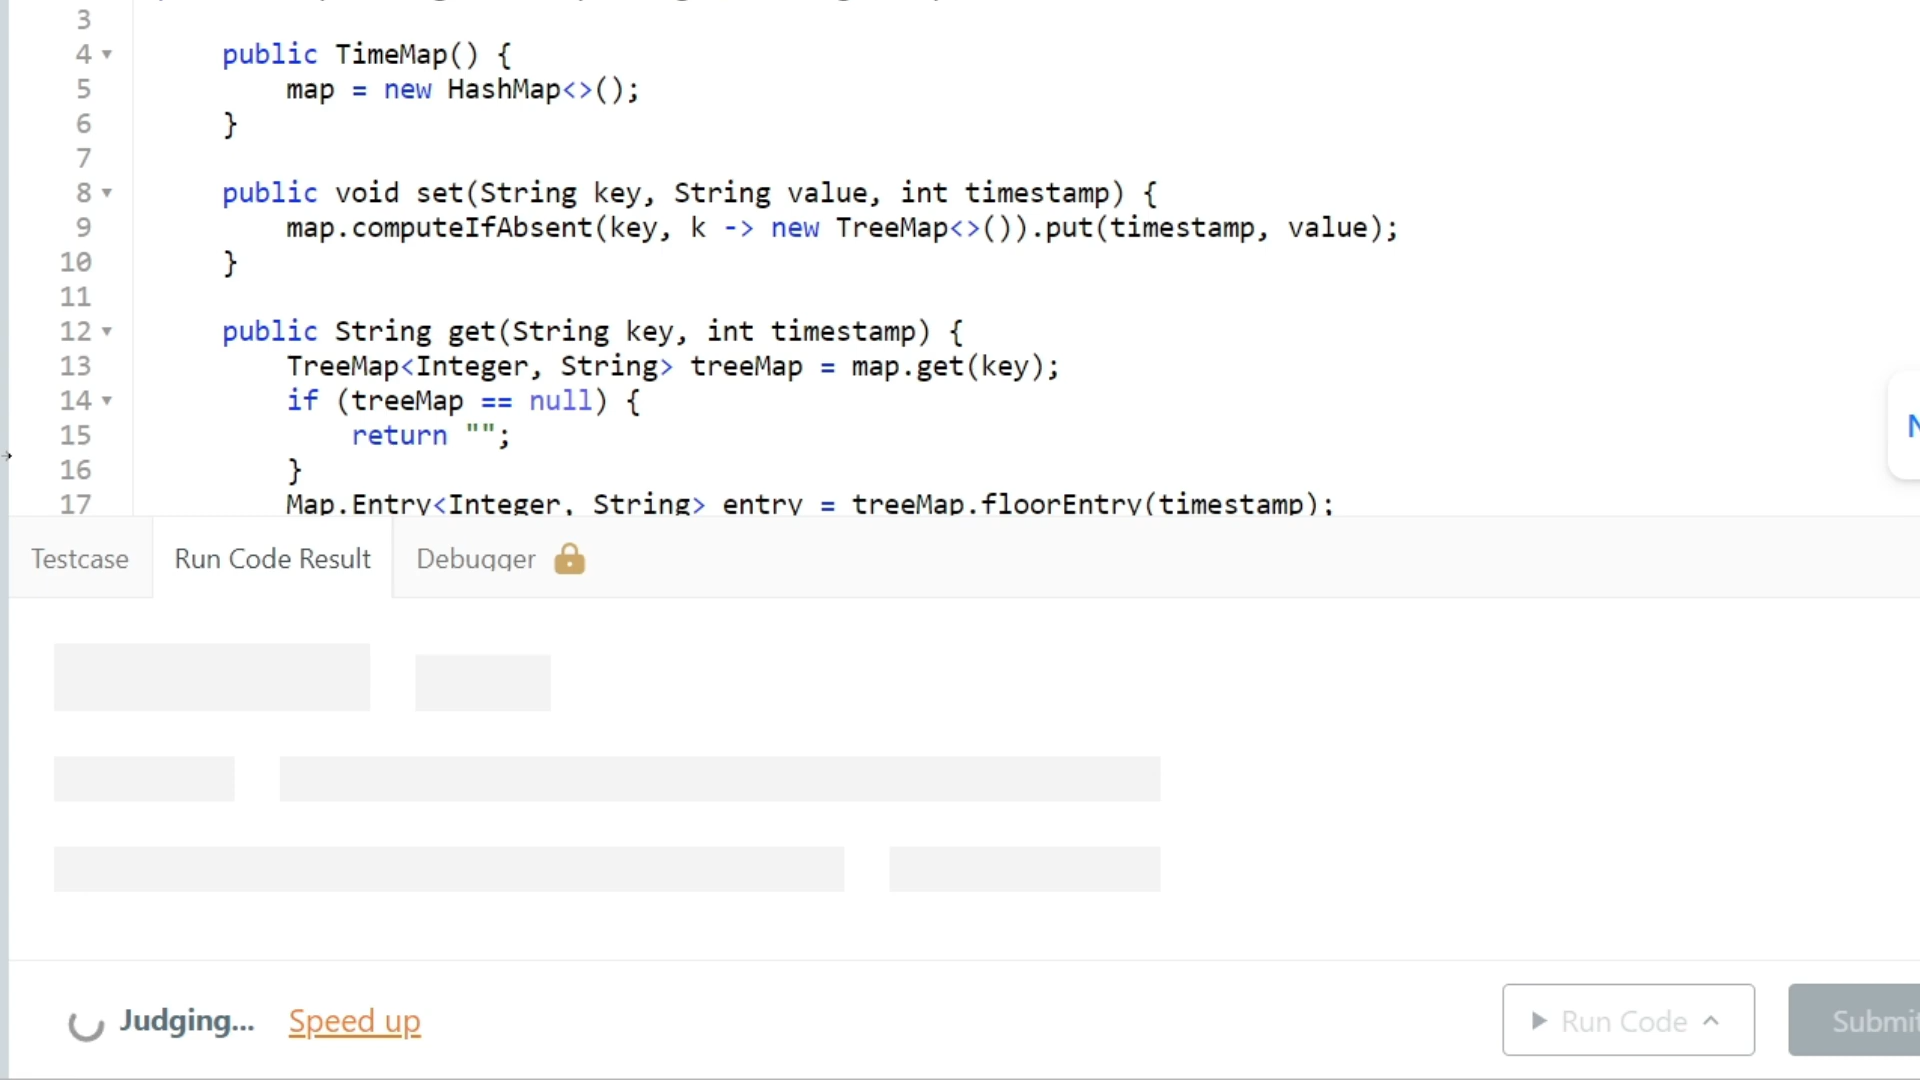 3
4 public TimeMap() {
5 map = new HashMap<>();
6 }
7
8 public void set(String key, String value, int timestamp) {
9 map.computeIfAbsent(key, k -> new TreeMap<>()).put(timestamp, value);
10 }
11
12 public String get(String key, int timestamp) {
13 TreeMap<Integer, String> treeMap = map.get(key);
14 if (treeMap == null) {
15 return "";
16 }
17 Map.Entry<Integer, String> entry = treeMap.floorEntry(timestamp);
Testcase Run Code Result Debugger
Judging... Speed up Run Code